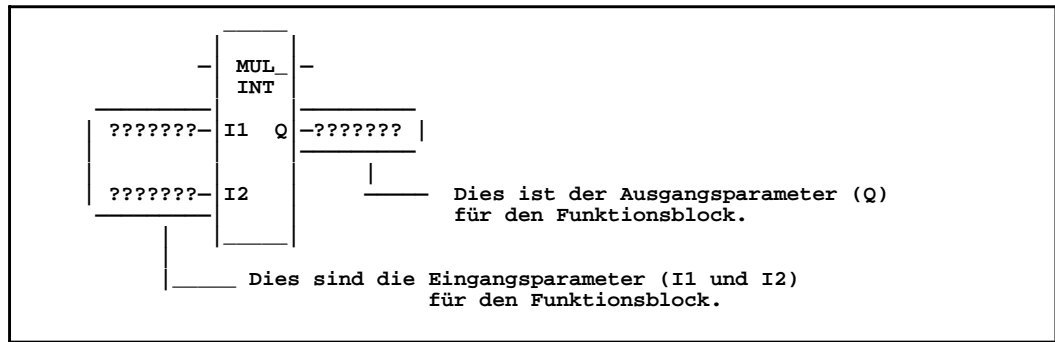 MUL_
INT
???????
I1 Q
???????
???????
I2
Dies ist der Ausgangsparameter (Q)
für den Funktionsblock.
Dies sind die Eingangsparameter (I1 und I2)
für den Funktionsblock.